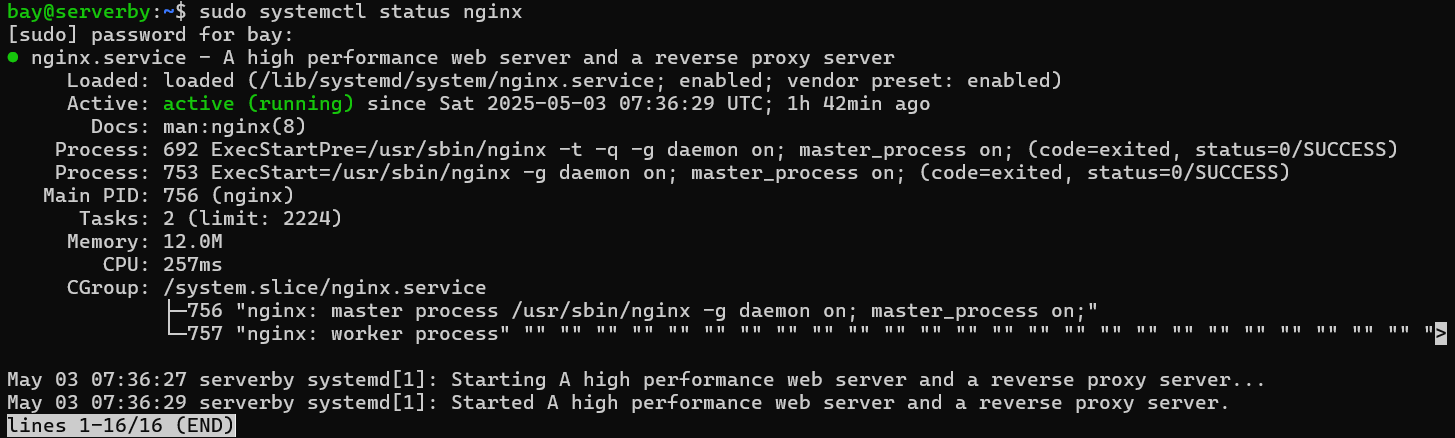 bay@serverby:~$ sudo systemctl status nginx
[sudo] password for bay:
● nginx.service - A high performance web server and a reverse proxy server
     Loaded: loaded (/lib/systemd/system/nginx.service; enabled; vendor preset: enabled)
     Active: active (running) since Sat 2025-05-03 07:36:29 UTC; 1h 42min ago
       Docs: man:nginx(8)
    Process: 692 ExecStartPre=/usr/sbin/nginx -t -q -g daemon on; master_process on; (code=exited, status=0/SUCCESS)
    Process: 753 ExecStart=/usr/sbin/nginx -g daemon on; master_process on; (code=exited, status=0/SUCCESS)
   Main PID: 756 (nginx)
      Tasks: 2 (limit: 2224)
     Memory: 12.0M
        CPU: 257ms
     CGroup: /system.slice/nginx.service
             ├─756 "nginx: master process /usr/sbin/nginx -g daemon on; master_process on;"
             └─757 "nginx: worker process" "" "" "" "" "" "" "" "" "" "" "" "" "" "" "" "" "" "" "" "" "" "" "" "" "" ">

May 03 07:36:27 serverby systemd[1]: Starting A high performance web server and a reverse proxy server...
May 03 07:36:29 serverby systemd[1]: Started A high performance web server and a reverse proxy server.
lines 1-16/16 (END)